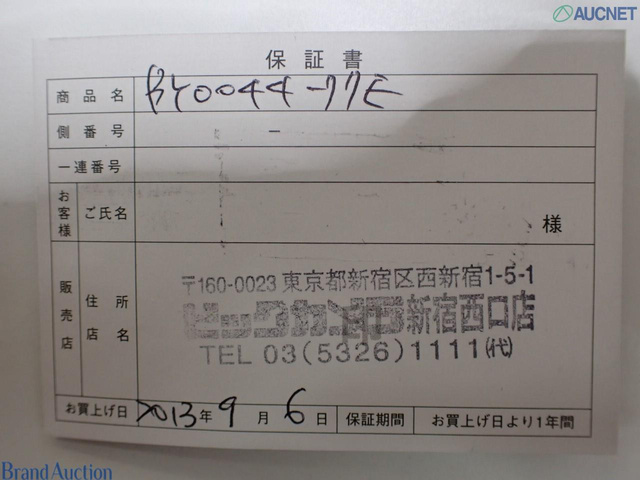 AUCNET
保証書
商品名 BY0044-77E
側番号 －
一連番号
お客様 ご氏名 様
販売店 住所 店名
〒160-0023 東京都新宿区西新宿1-5-1
ビックカメラ新宿西口店
TEL 03(5326)1111(代)
お買上げ日 2013年9月6日 保証期間 お買上げ日より1年間
Brand Auction